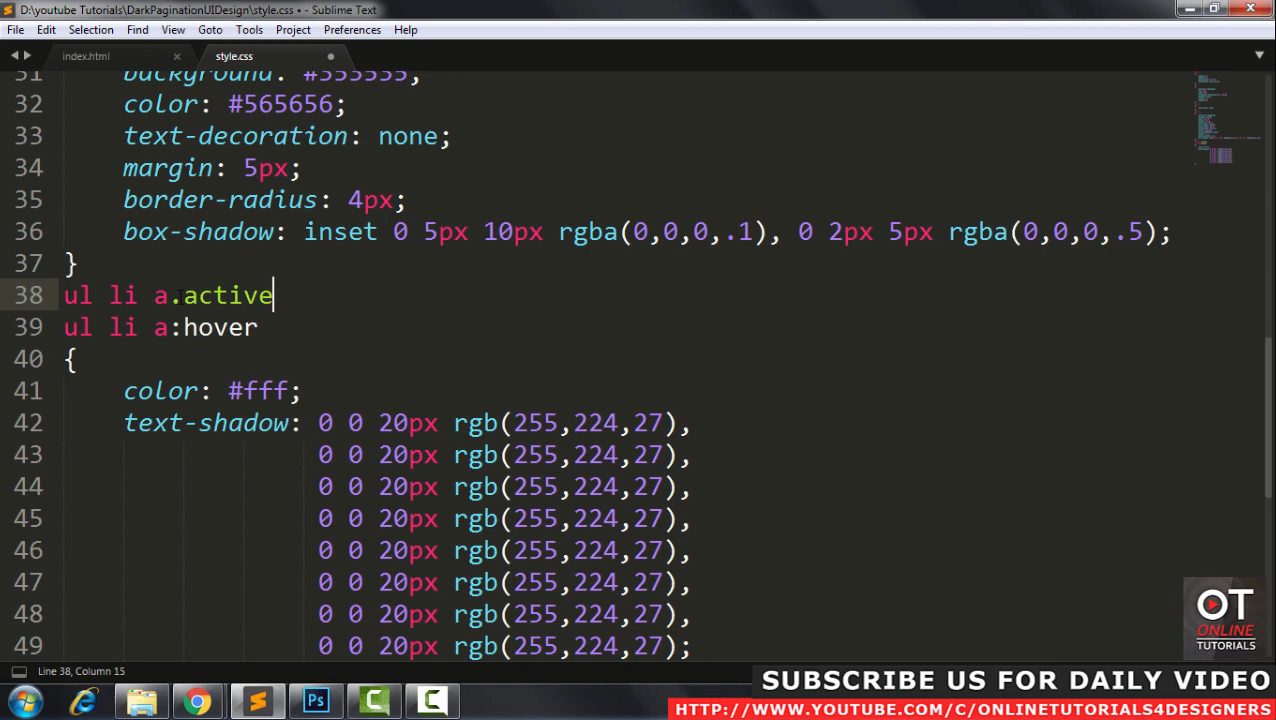 D:\youtube Tutorials\DarkPaginationUIDesign\style.css • - Sublime Text
File Edit Selection Find View Goto Tools Project Preferences Help
index.html × style.css
31 background: #353535;
32 color: #565656;
33 text-decoration: none;
34 margin: 5px;
35 border-radius: 4px;
36 box-shadow: inset 0 5px 10px rgba(0,0,0,.1), 0 2px 5px rgba(0,0,0,.5);
37 }
38 ul li a.active
39 ul li a:hover
40 {
41 color: #fff;
42 text-shadow: 0 0 20px rgb(255,224,27),
43 0 0 20px rgb(255,224,27),
44 0 0 20px rgb(255,224,27),
45 0 0 20px rgb(255,224,27),
46 0 0 20px rgb(255,224,27),
47 0 0 20px rgb(255,224,27),
48 0 0 20px rgb(255,224,27),
49 0 0 20px rgb(255,224,27);
OT
ONLINE
TUTORIALS
Line 38, Column 15
SUBSCRIBE US FOR DAILY VIDEO
HTTP://WWW.YOUTUBE.COM/C/ONLINETUTORIALS4DESIGNERS
Ps